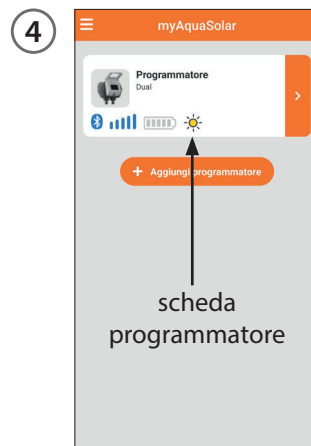 4
myAquaSolar
Programmatore
Dual
+ Aggiungi programmatore
scheda
programmatore